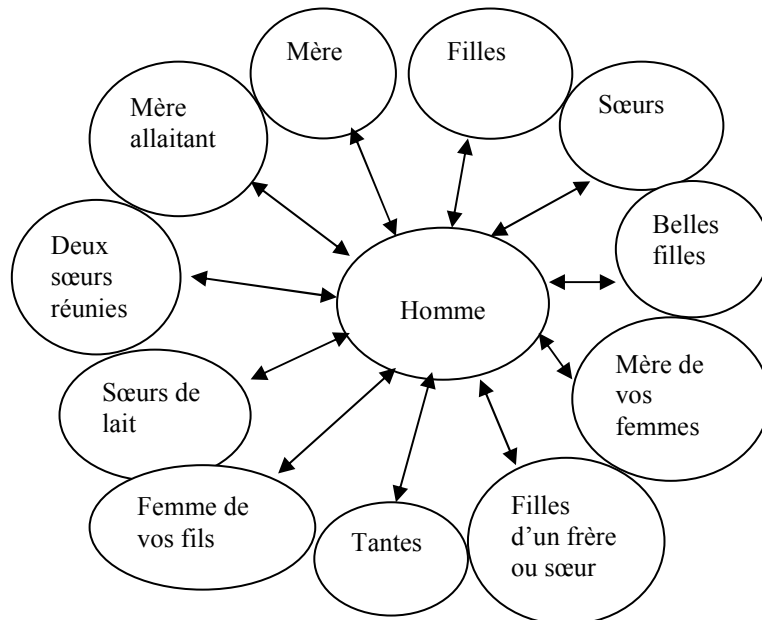 Mère
Filles
Sœurs
Belles
filles
Mère de
vos
femmes
Filles
d'un frère
ou sœur
Tantes
Femme de
vos fils
Sœurs de
lait
Deux
sœurs
réunies
Mère
allaitant
Homme